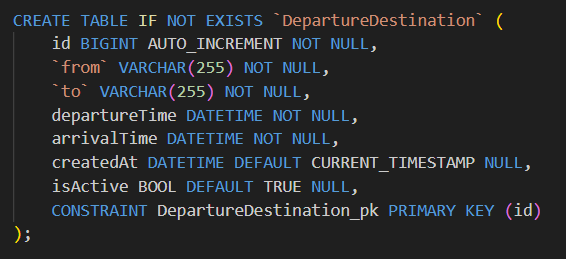 CREATE TABLE IF NOT EXISTS `DepartureDestination` (
    id BIGINT AUTO_INCREMENT NOT NULL,
    `from` VARCHAR(255) NOT NULL,
    `to` VARCHAR(255) NOT NULL,
    departureTime DATETIME NOT NULL,
    arrivalTime DATETIME NOT NULL,
    createdAt DATETIME DEFAULT CURRENT_TIMESTAMP NULL,
    isActive BOOL DEFAULT TRUE NULL,
    CONSTRAINT DepartureDestination_pk PRIMARY KEY (id)
);